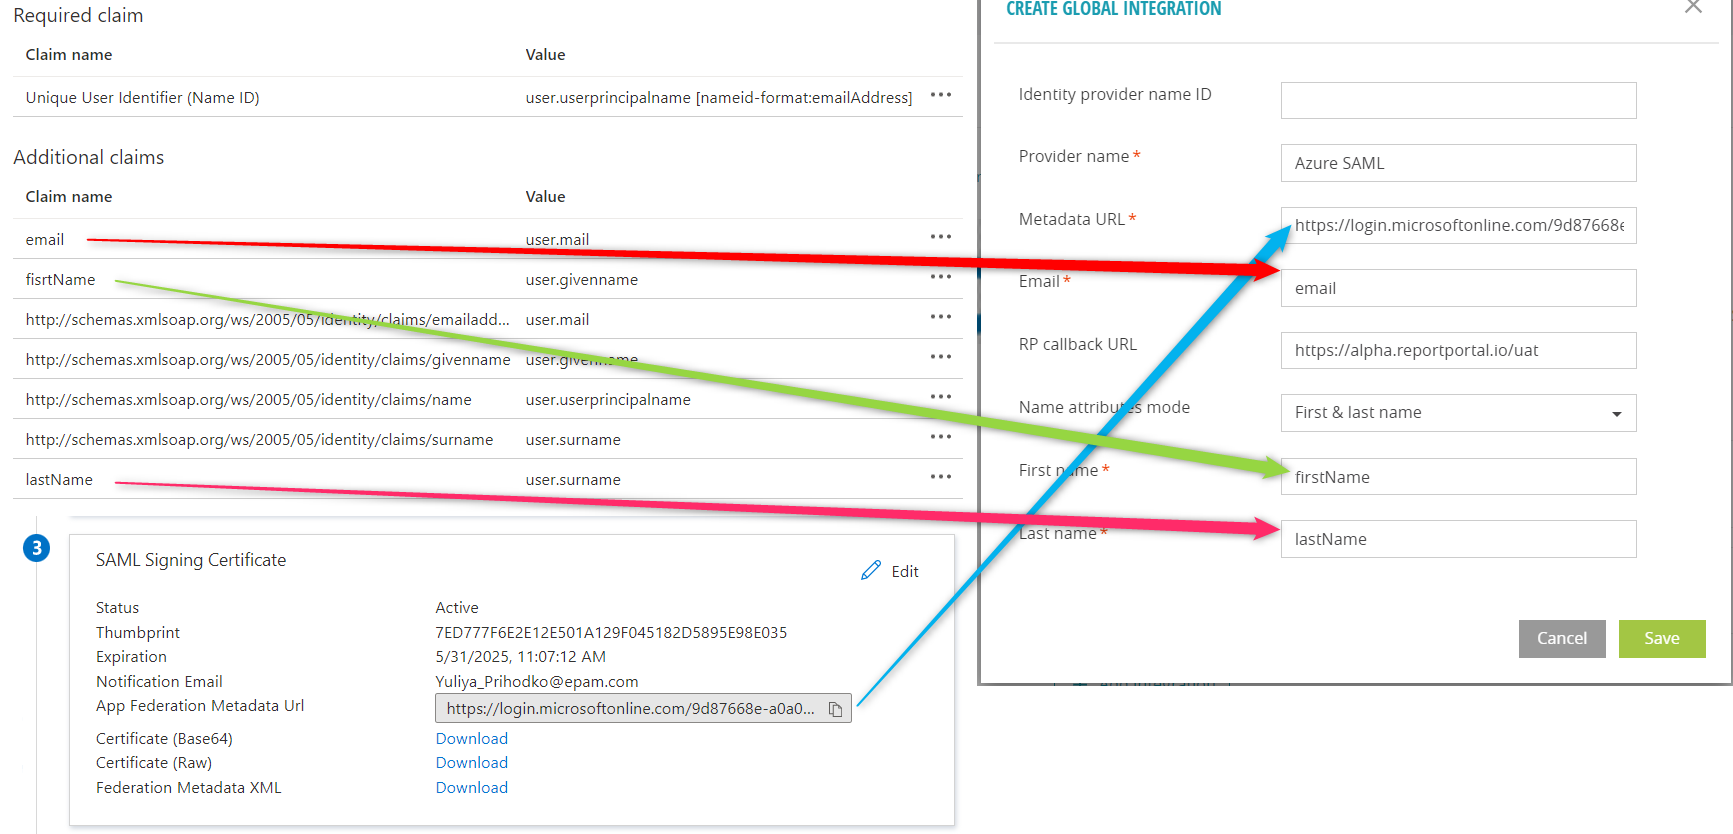 Required claim
Claim name Value
Unique User Identifier (Name ID) user.userprincipalname [nameid-format:emailAddress]
Additional claims
Claim name Value
email user.mail
fisrtName user.givenname
http://schemas.xmlsoap.org/ws/2005/05/identity/claims/emailadd... user.mail
http://schemas.xmlsoap.org/ws/2005/05/identity/claims/givenname user.givenname
http://schemas.xmlsoap.org/ws/2005/05/identity/claims/name user.userprincipalname
http://schemas.xmlsoap.org/ws/2005/05/identity/claims/surname user.surname
lastName user.surname
3
SAML Signing Certificate
Edit
Status Active
Thumbprint 7ED777F6E2E12E501A129F045182D5895E98E035
Expiration 5/31/2025, 11:07:12 AM
Notification Email Yuliya_Prihodko@epam.com
App Federation Metadata Url https://login.microsoftonline.com/9d87668e-a0a0...
Certificate (Base64) Download
Certificate (Raw) Download
Federation Metadata XML Download
CREATE GLOBAL INTEGRATION
Identity provider name ID
Provider name* Azure SAML
Metadata URL* https://login.microsoftonline.com/9d87668e
Email* email
RP callback URL https://alpha.reportportal.io/uat
Name attributes mode First & last name
First name* firstName
Last name* lastName
Cancel Save